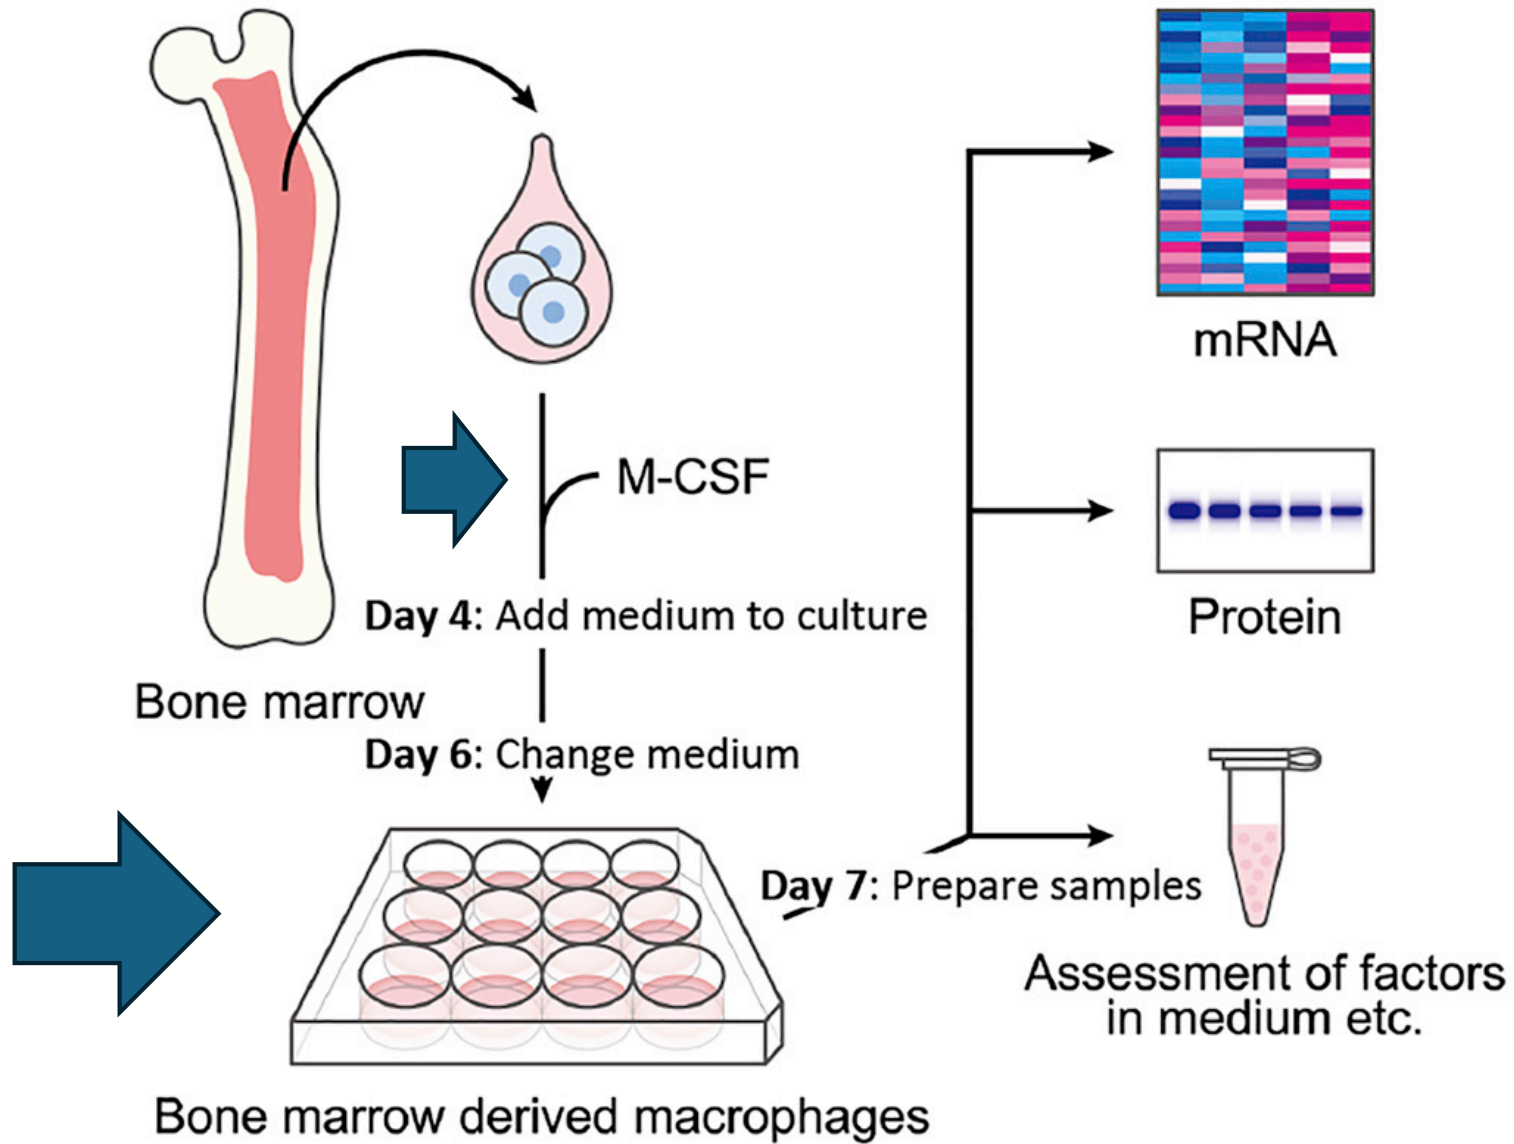 M-CSF
Day 4: Add medium to culture
Bone marrow
Day 6: Change medium
Bone marrow derived macrophages
Day 7: Prepare samples
mRNA
Protein
Assessment of factors
in medium etc.